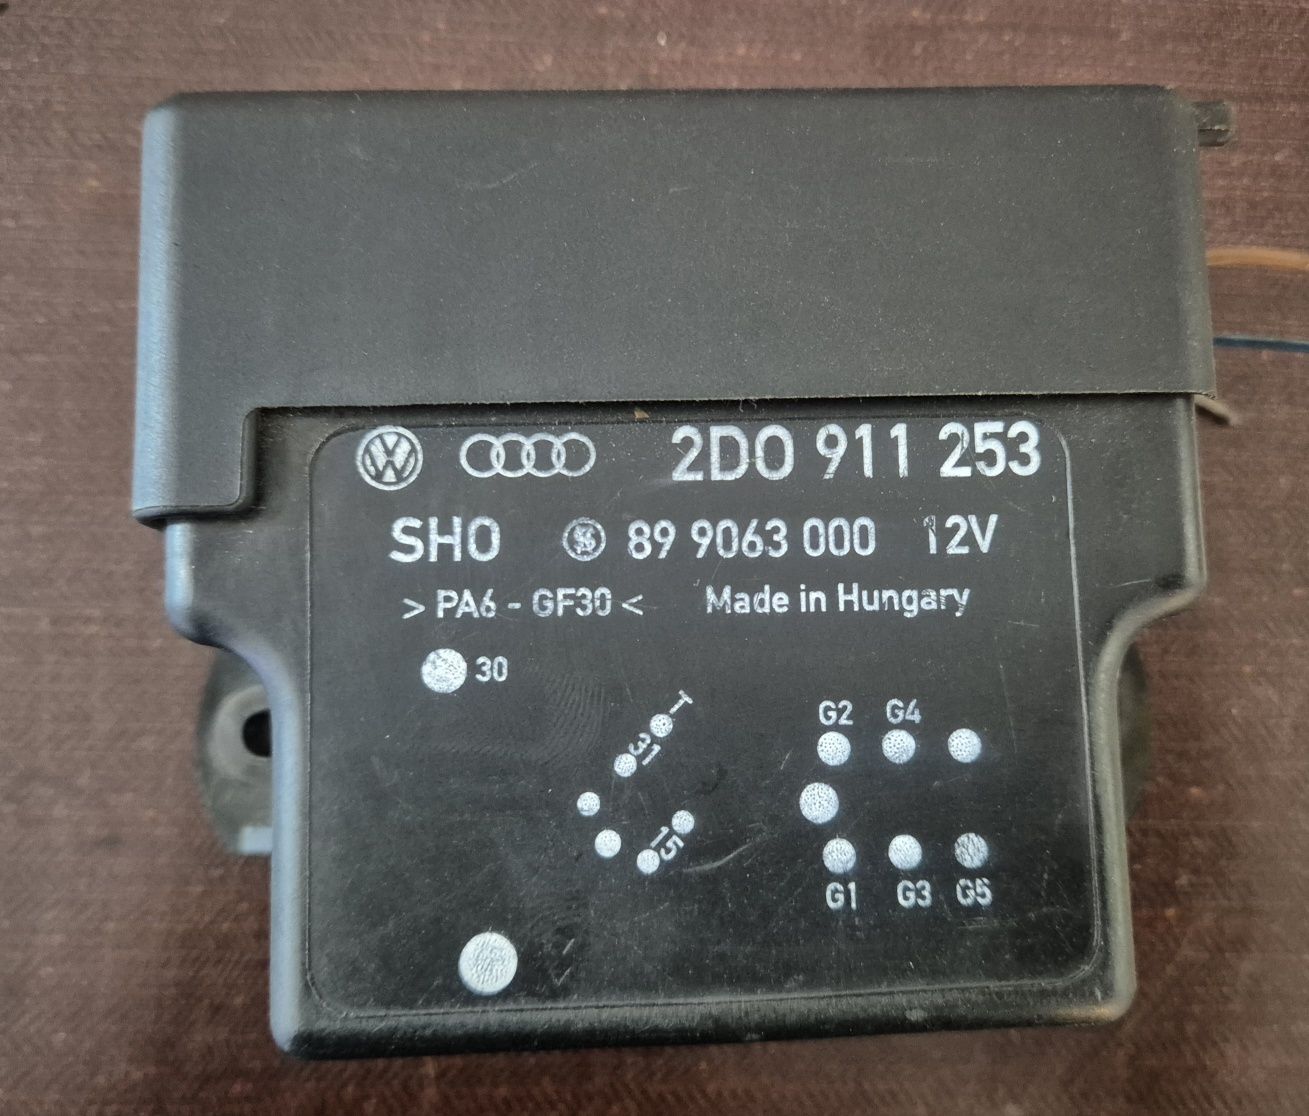 2D0 911 253
SHO 89 9063 000 12V
> PA6 - GF30 < Made in Hungary
30
T
31
15
G2 G4
G1 G3 G5